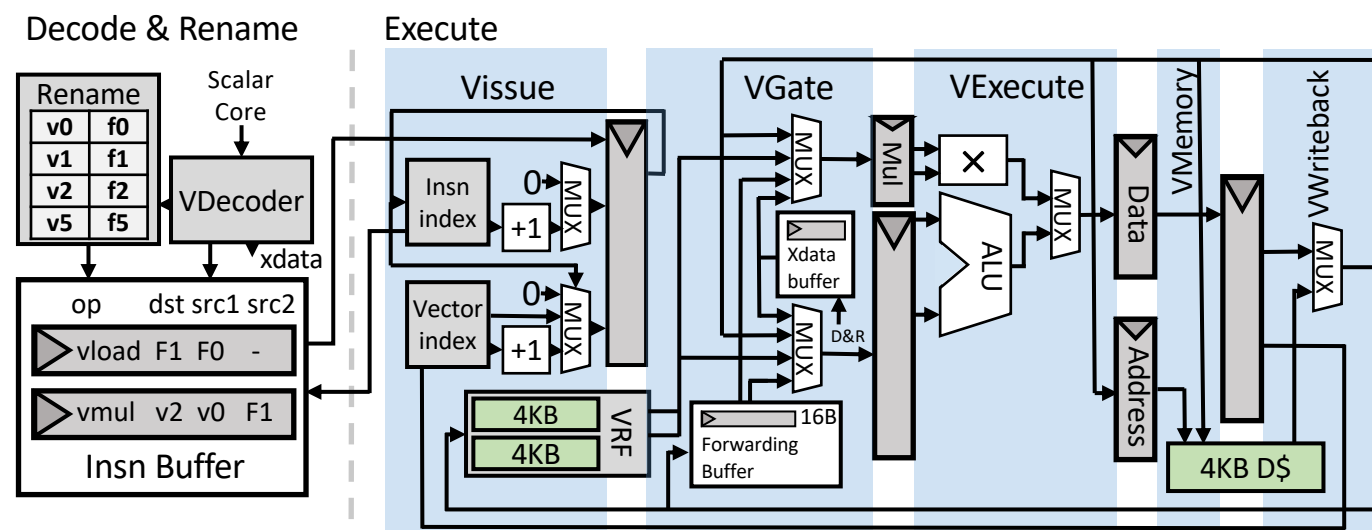 Decode & Rename
Execute
Rename
v0 f0
v1 f1
v2 f2
v5 f5
Scalar
Core
VDecoder
xdata
op dst src1 src2
vload F1 F0 -
vmul v2 v0 F1
Insn Buffer
Vissue
Insn
index
0
+1
MUX
Vector
index
0
+1
MUX
4KB
4KB
VRF
VGate
MUX
Xdata
buffer
D&R
MUX
16B
Forwarding
Buffer
Mul
VExecute
×
ALU
MUX
Data
Address
VMemory
4KB D$
VWriteback
MUX